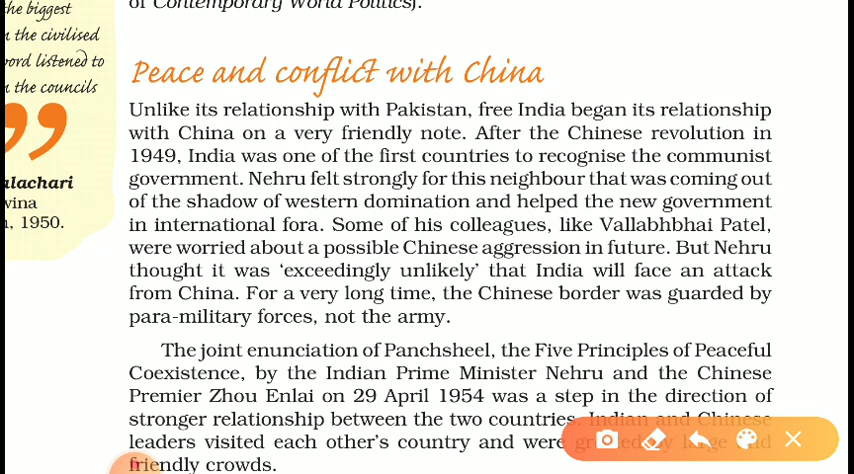 of Contemporary World Politics).
the biggest
the civilised
word listened to
the councils
alachari
, 1950.
Peace and conflict with China
Unlike its relationship with Pakistan, free India began its relationship
with China on a very friendly note. After the Chinese revolution in
1949, India was one of the first countries to recognise the communist
government. Nehru felt strongly for this neighbour that was coming out
of the shadow of western domination and helped the new government
in international fora. Some of his colleagues, like Vallabhbhai Patel,
were worried about a possible Chinese aggression in future. But Nehru
thought it was ‘exceedingly unlikely’ that India will face an attack
from China. For a very long time, the Chinese border was guarded by
para-military forces, not the army.
The joint enunciation of Panchsheel, the Five Principles of Peaceful
Coexistence, by the Indian Prime Minister Nehru and the Chinese
Premier Zhou Enlai on 29 April 1954 was a step in the direction of
stronger relationship between the two countries. Indian and Chinese
leaders visited each other’s country and were greeted by large and
friendly crowds.